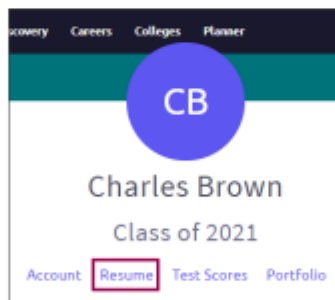 scovery Careers Colleges Planner
CB
Charles Brown
Class of 2021
Account Resume Test Scores Portfolio